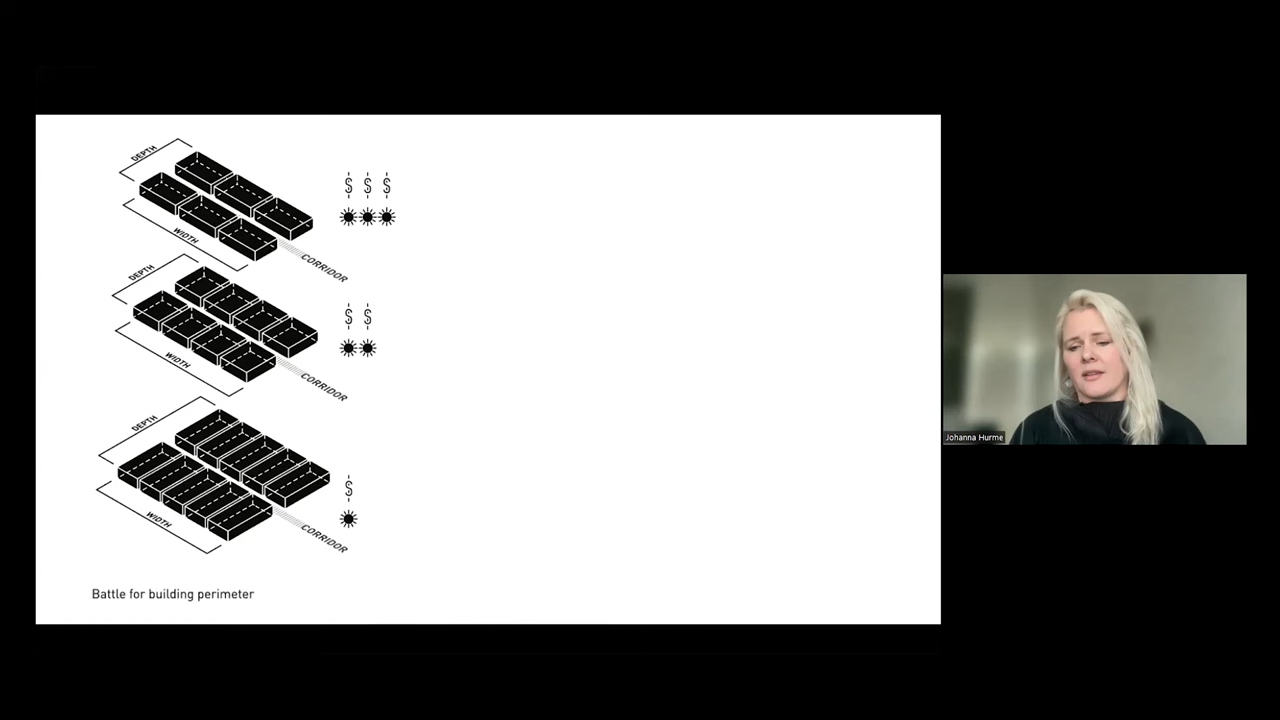 DEPTH
$ $ $
WIDTH
CORRIDOR
DEPTH
$ $
WIDTH
CORRIDOR
DEPTH
$
WIDTH
CORRIDOR
Battle for building perimeter
Johanna Hurme